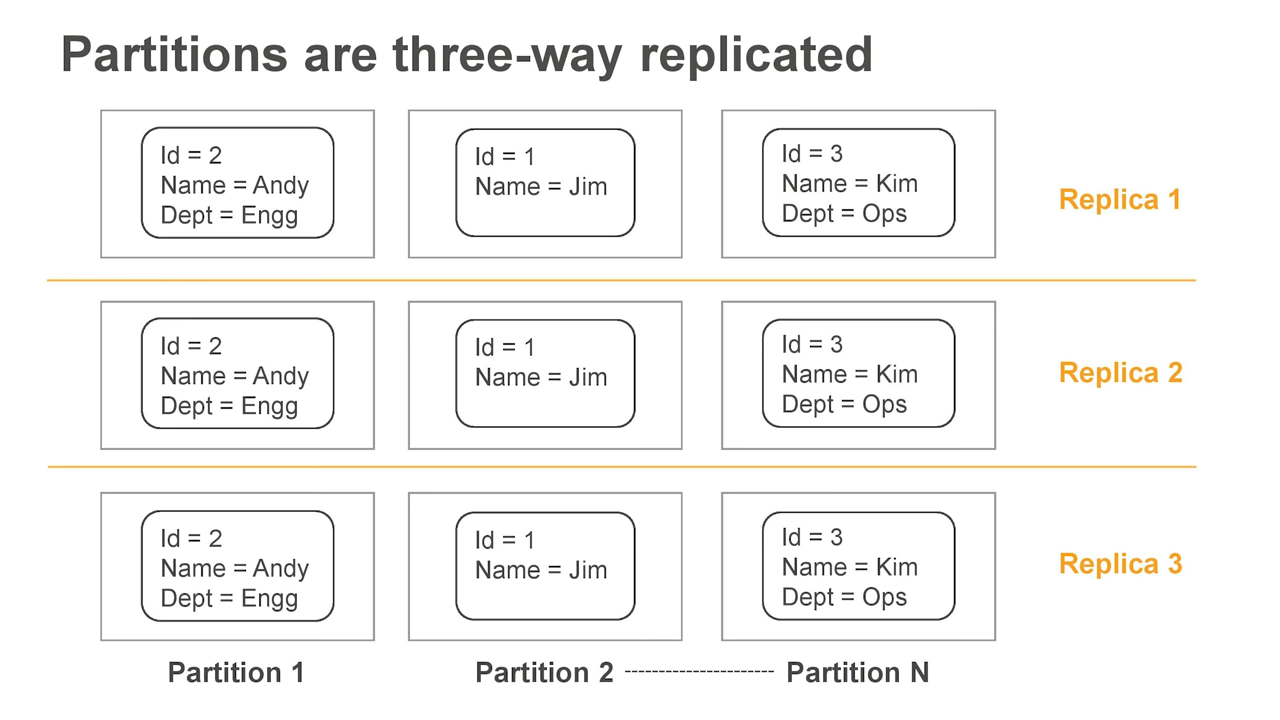 Partitions are three-way replicated
Id = 2
Name = Andy
Dept = Engg
Id = 1
Name = Jim
Id = 3
Name = Kim
Dept = Ops
Replica 1
Id = 2
Name = Andy
Dept = Engg
Id = 1
Name = Jim
Id = 3
Name = Kim
Dept = Ops
Replica 2
Id = 2
Name = Andy
Dept = Engg
Id = 1
Name = Jim
Id = 3
Name = Kim
Dept = Ops
Replica 3
Partition 1
Partition 2
Partition N